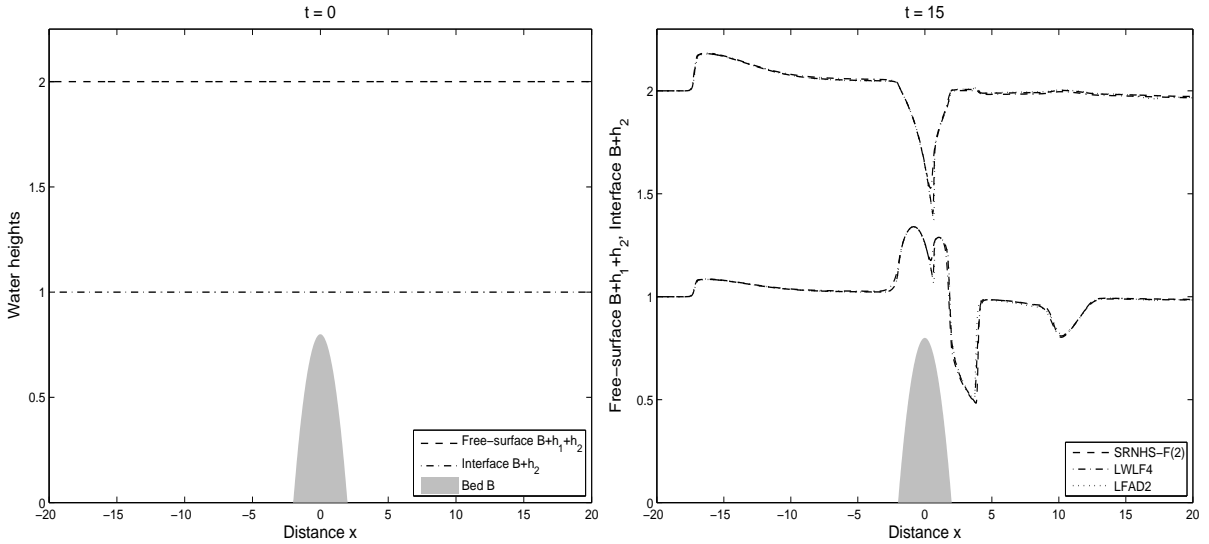 t = 0
Water heights
2
1.5
1
0.5
0
−20
−15
−10
−5
0
5
10
15
20
Distance x
Free−surface B+h1+h2
Interface B+h2
Bed B
t = 15
Free−surface B+h1+h2, Interface B+h2
2
1.5
1
0.5
0
−20
−15
−10
−5
0
5
10
15
20
Distance x
SRNHS−F(2)
LWLF4
LFAD2